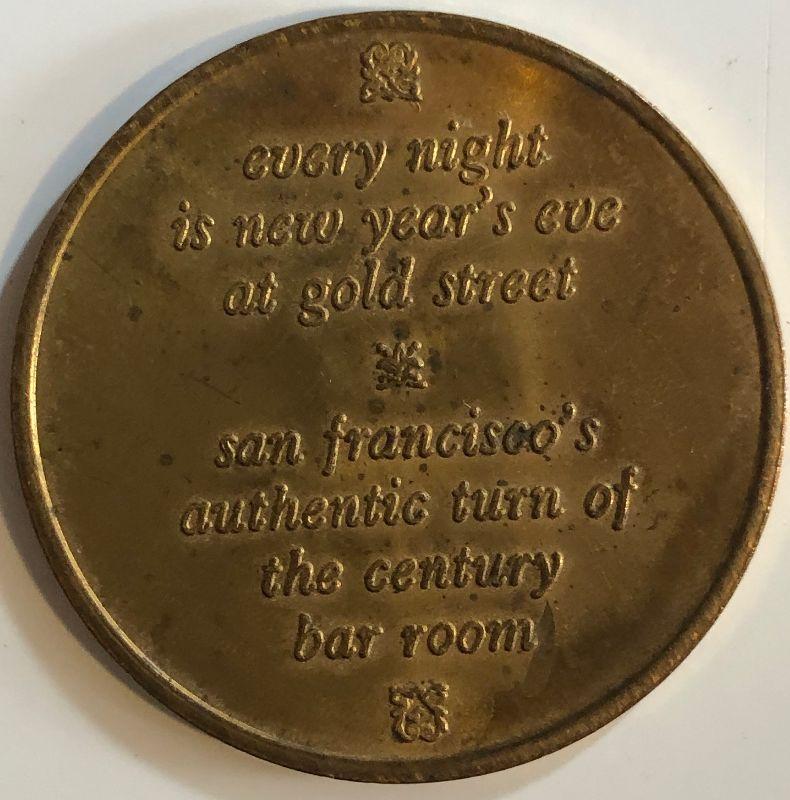 every night
is new year's eve
at gold street
san francisco's
authentic turn of
the century
bar room